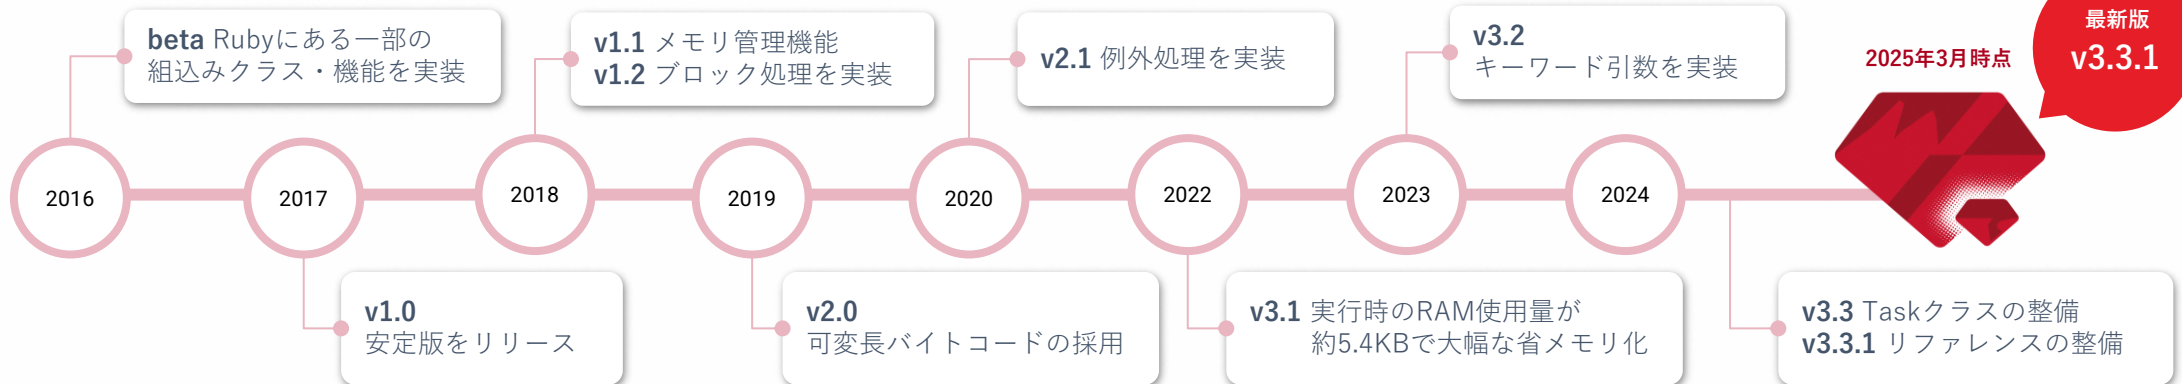 beta Rubyにある一部の
組込みクラス・機能を実装
v1.1 メモリ管理機能
v1.2 ブロック処理を実装
v2.1 例外処理を実装
v3.2
キーワード引数を実装
2025年3月時点
最新版
v3.3.1
2016
2017
2018
2019
2020
2022
2023
2024
v1.0
安定版をリリース
v2.0
可変長バイトコードの採用
v3.1 実行時のRAM使用量が
約5.4KBで大幅な省メモリ化
v3.3 Taskクラスの整備
v3.3.1 リファレンスの整備